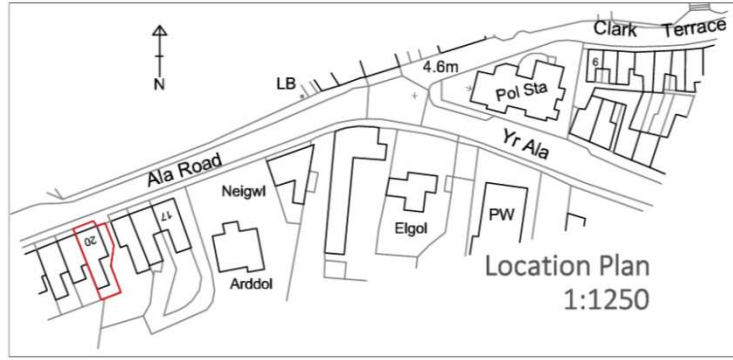 Clark Terrace
N
LB
4.6m
Pol Sta
6
Ala Road
Yr Ala
Neigwl
17
20
Elgol
PW
Arddol
Location Plan
1:1250